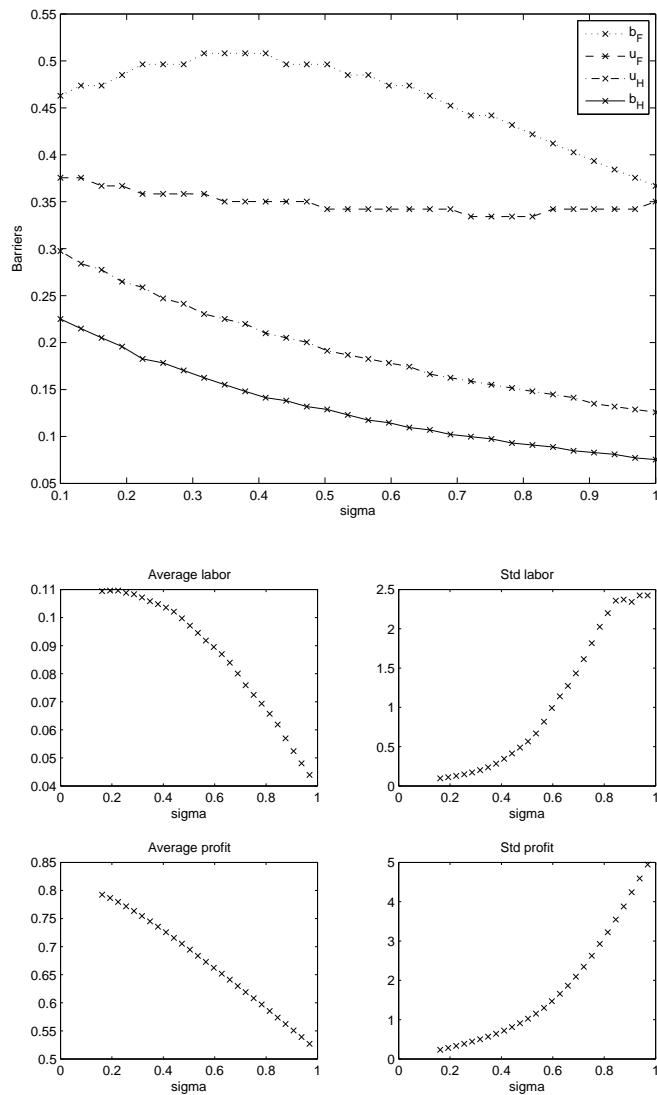 0.55
0.5
0.45
0.4
0.35
0.3
0.25
0.2
0.15
0.1
0.05
Barriers
b_F
u_F
u_H
b_H
0.1 0.2 0.3 0.4 0.5 0.6 0.7 0.8 0.9 1
sigma
Average labor
0.11
0.1
0.09
0.08
0.07
0.06
0.05
0.04
0 0.2 0.4 0.6 0.8 1
sigma
Std labor
2.5
2
1.5
1
0.5
0
0 0.2 0.4 0.6 0.8 1
sigma
Average profit
0.85
0.8
0.75
0.7
0.65
0.6
0.55
0.5
0 0.2 0.4 0.6 0.8 1
sigma
Std profit
5
4
3
2
1
0
0 0.2 0.4 0.6 0.8 1
sigma